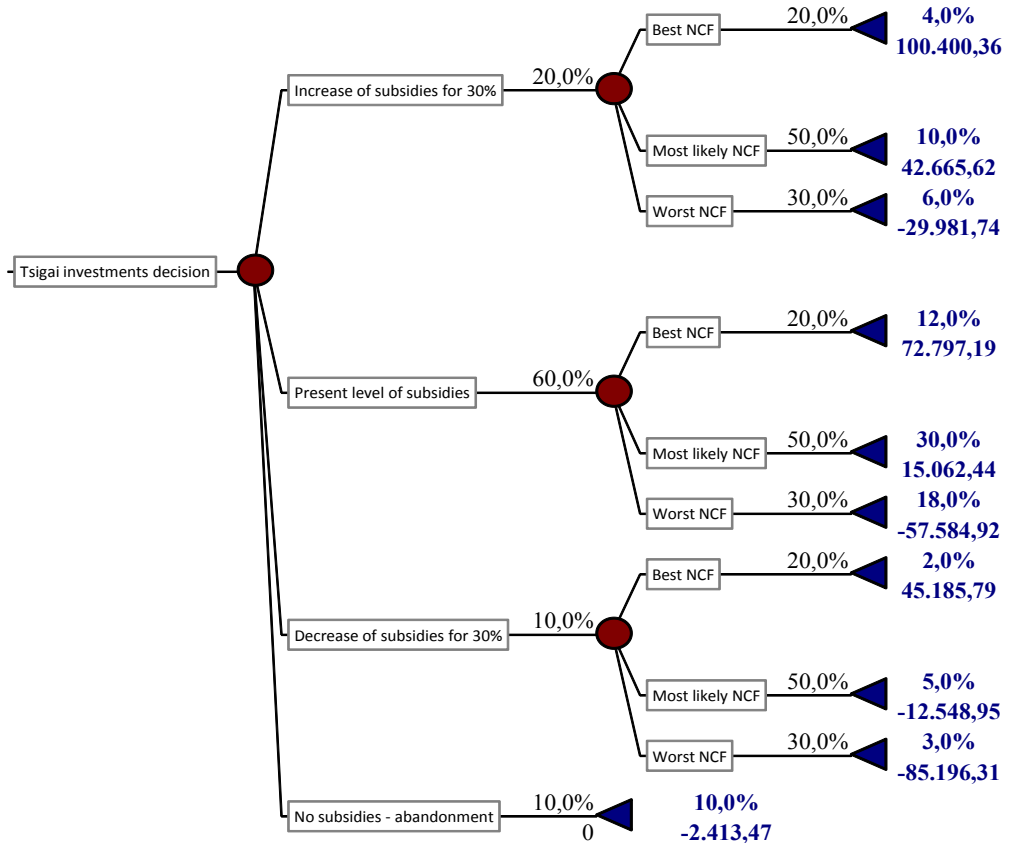 Best NCF 20,0% 4,0%
100.400,36
Increase of subsidies for 30% 20,0%
Most likely NCF 50,0% 10,0%
42.665,62
Worst NCF 30,0% 6,0%
-29.981,74
Tsigai investments decision
Best NCF 20,0% 12,0%
72.797,19
Present level of subsidies 60,0%
Most likely NCF 50,0% 30,0%
15.062,44
Worst NCF 30,0% 18,0%
-57.584,92
Best NCF 20,0% 2,0%
45.185,79
Decrease of subsidies for 30% 10,0%
Most likely NCF 50,0% 5,0%
-12.548,95
Worst NCF 30,0% 3,0%
-85.196,31
No subsidies - abandonment 10,0% 10,0%
0 -2.413,47